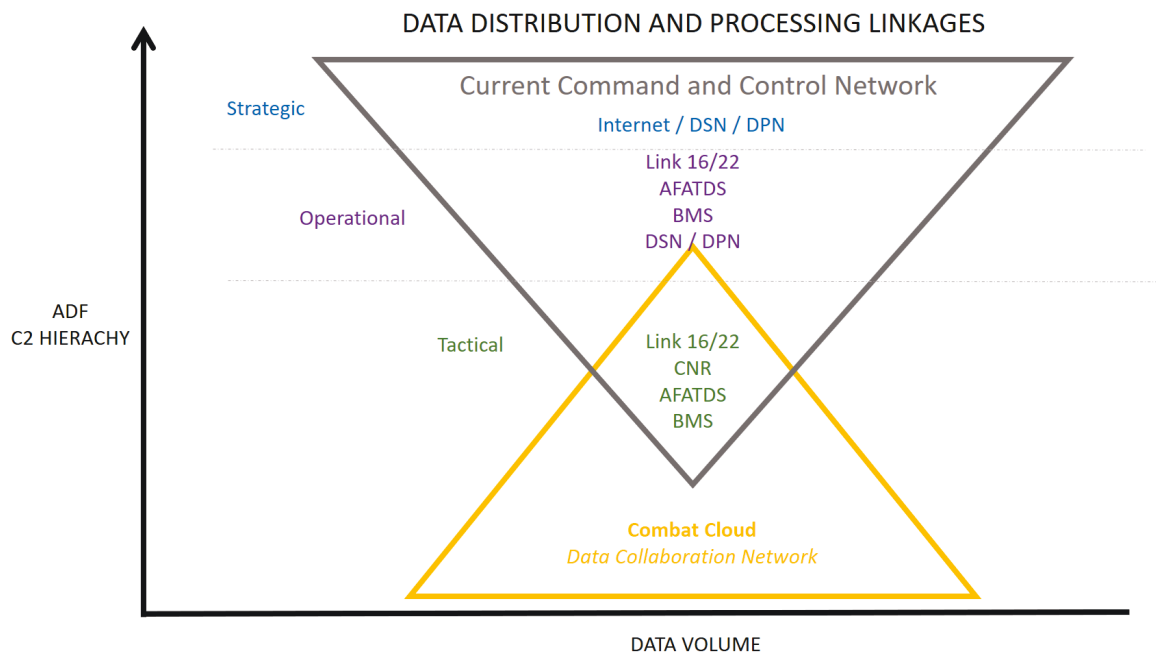 DATA DISTRIBUTION AND PROCESSING LINKAGES
Current Command and Control Network
Strategic
Internet / DSN / DPN
Link 16/22
AFATDS
Operational
BMS
DSN / DPN
ADF
C2 HIERACHY
Tactical
Link 16/22
CNR
AFATDS
BMS
Combat Cloud
Data Collaboration Network
DATA VOLUME